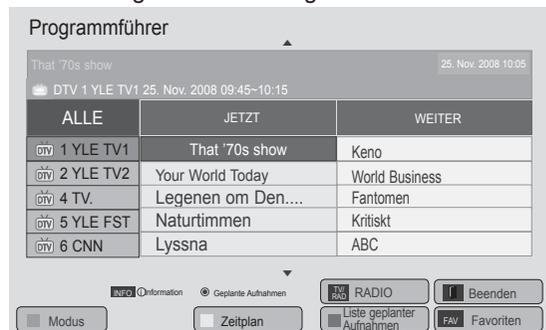 Programmführer
That '70s show 25. Nov. 2008 10:05
DTV 1 YLE TV1 25. Nov. 2008 09:45~10:15
ALLE JETZT WEITER
DTV 1 YLE TV1 That '70s show Keno
DTV 2 YLE TV2 Your World Today World Business
DTV 4 TV. Legenen om Den.... Fantomen
DTV 5 YLE FST Naturtimmen Kritiskt
DTV 6 CNN Lyssna ABC
INFO ⓘInformation Geplante Aufnahmen TV/RAD RADIO Beenden
Modus Zeitplan Liste geplanter Aufnahmen FAV Favoriten